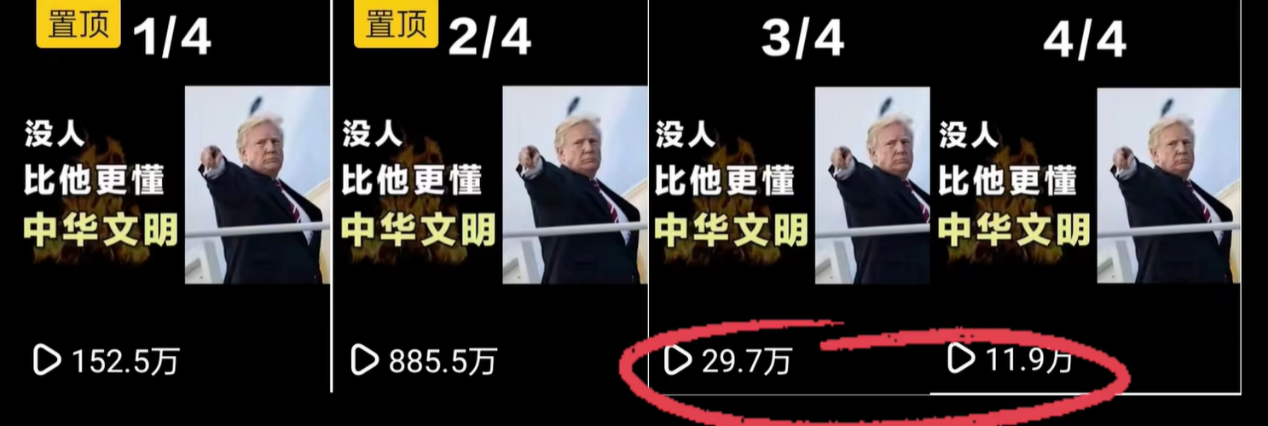 置顶
1/4
没人
比他更懂
中华文明
152.5万
置顶
2/4
没人
比他更懂
中华文明
885.5万
3/4
没人
比他更懂
中华文明
29.7万
4/4
没人
比他更懂
中华文明
11.9万